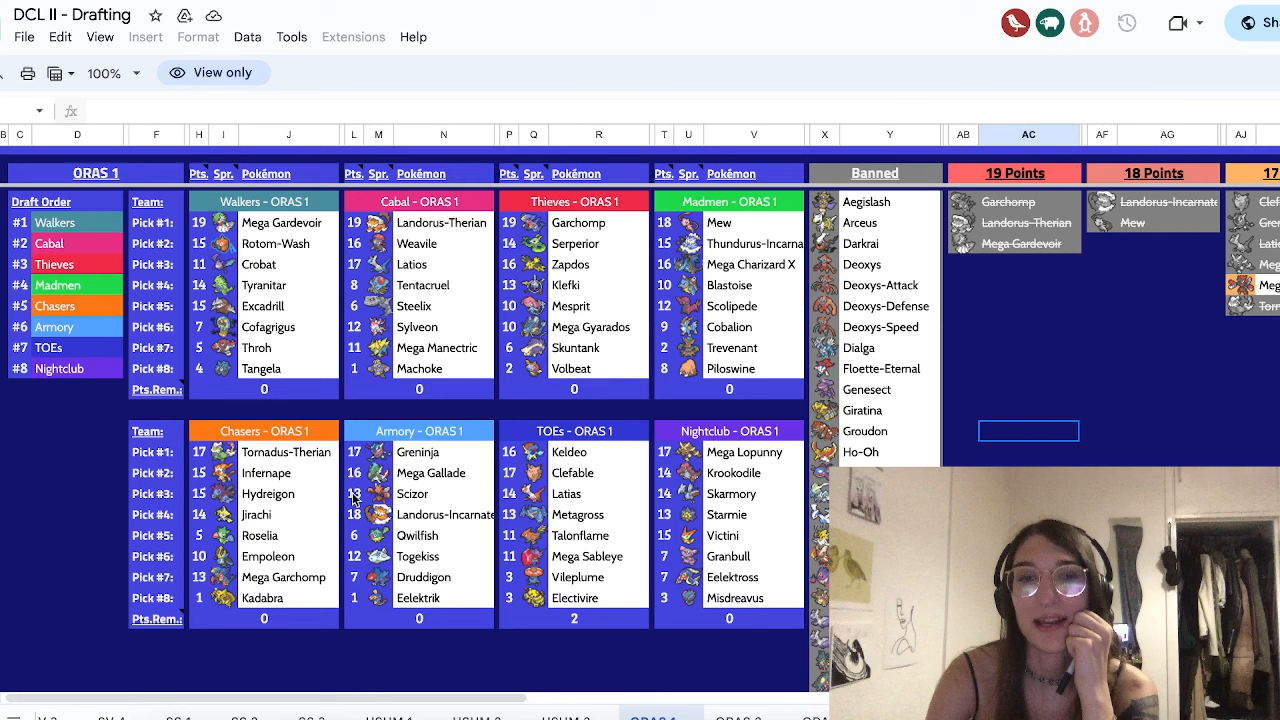 DCL II - Drafting
File Edit View Insert Format Data Tools Extensions Help
100% View only
fx
B C D F H I J L M N P Q R T U V X Y AB AC AF AG AJ
ORAS 1 Pts. Spr. Pokémon Pts. Spr. Pokémon Pts. Spr. Pokémon Pts. Spr. Pokémon Banned 19 Points 18 Points 17
Draft Order Team: Walkers - ORAS 1 Cabal - ORAS 1 Thieves - ORAS 1 Madmen - ORAS 1 Aegislash Garchomp Landorus-Incarnate
#1 Walkers Pick #1: 19 Mega Gardevoir 19 Landorus-Therian 19 Garchomp 18 Mew Arceus Landorus-Therian Mew
#2 Cabal Pick #2: 15 Rotom-Wash 16 Weavile 14 Serperior 15 Thundurus-Incarna Darkrai Mega Gardevoir
#3 Thieves Pick #3: 11 Crobat 17 Latios 16 Zapdos 16 Mega Charizard X Deoxys
#4 Madmen Pick #4: 14 Tyranitar 8 Tentacruel 13 Klefki 10 Blastoise Deoxys-Attack
#5 Chasers Pick #5: 15 Excadrill 6 Steelix 10 Mesprit 12 Scolipede Deoxys-Defense
#6 Armory Pick #6: 7 Cofagrigus 12 Sylveon 10 Mega Gyarados 9 Cobalion Deoxys-Speed
#7 TOEs Pick #7: 5 Throh 11 Mega Manectric 6 Skuntank 2 Trevenant Dialga
#8 Nightclub Pick #8: 4 Tangela 1 Machoke 2 Volbeat 8 Piloswine Floette-Eternal
Pts.Rem.: 0 0 0 0 Genesect
Giratina
Team: Chasers - ORAS 1 Armory - ORAS 1 TOEs - ORAS 1 Nightclub - ORAS 1 Groudon
Pick #1: 17 Tornadus-Therian 17 Greninja 16 Keldeo 17 Mega Lopunny Ho-Oh
Pick #2: 15 Infernape 16 Mega Gallade 17 Clefable 14 Krookodile
Pick #3: 15 Hydreigon Scizor 14 Latias 14 Skarmory
Pick #4: 14 Jirachi 18 Landorus-Incarnate 13 Metagross 13 Starmie
Pick #5: 5 Roselia 6 Qwilfish 11 Talonflame 15 Victini
Pick #6: 10 Empoleon 12 Togekiss 11 Mega Sableye 7 Granbull
Pick #7: 13 Mega Garchomp 7 Druddigon 3 Vileplume 7 Eelektross
Pick #8: 1 Kadabra 1 Eelektrik 3 Electivire 3 Misdreavus
Pts.Rem.: 0 0 2 0